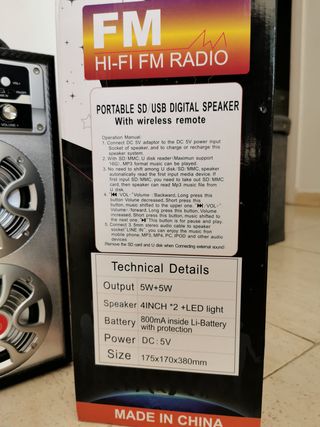 FM
HI-FI FM RADIO
PORTABLE SD USB DIGITAL SPEAKER
With wireless remote
Operation Manual:
1. Connect DC 5V adaptor to the DC 5V power input
Socket of speaker, and to charge or recharge this
speaker system.
2. With SD/MMC, U disk reader(Maximun support
16G), MP3 format music can be played.
3. No need to shift among U disk/SD/MMC, speaker
automatically read the first input media device. If
first input SD/MMC, you need to take out SD/MMC
card, then speaker can read Mp3 music file from
U disk.
VOL-" Volume-/Backward: Long press this
button Volume decreased. Short press this
button, music shifted to the upper one.
Volume+/forward: Long press this button, Volume
increased, Short press this button, music shifted to
the next one. This button is for pause and play.
5. Connect 3.5mm stereo audio cable to speaker
socket"LINE IN", you can enjoy the music from
mobile phone, MP3, MP4, PC, IPOD and other audio
devices.
Remove the SD card and U disk when Connecting external sound!
Technical Details
Output 5W+5W
Speaker 4INCH *2 +LED light
Battery 800mA inside Li-Battery
with protection
Power DC: 5V
Size 175x170x380mm
MADE IN CHINA